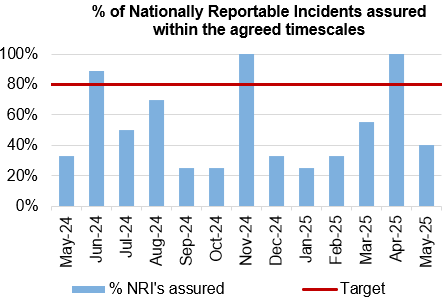 % of Nationally Reportable Incidents assured
within the agreed timescales
100%
80%
60%
40%
20%
0%
May-24
Jun-24
Jul-24
Aug-24
Sep-24
Oct-24
Nov-24
Dec-24
Jan-25
Feb-25
Mar-25
Apr-25
May-25
% NRI's assured
Target